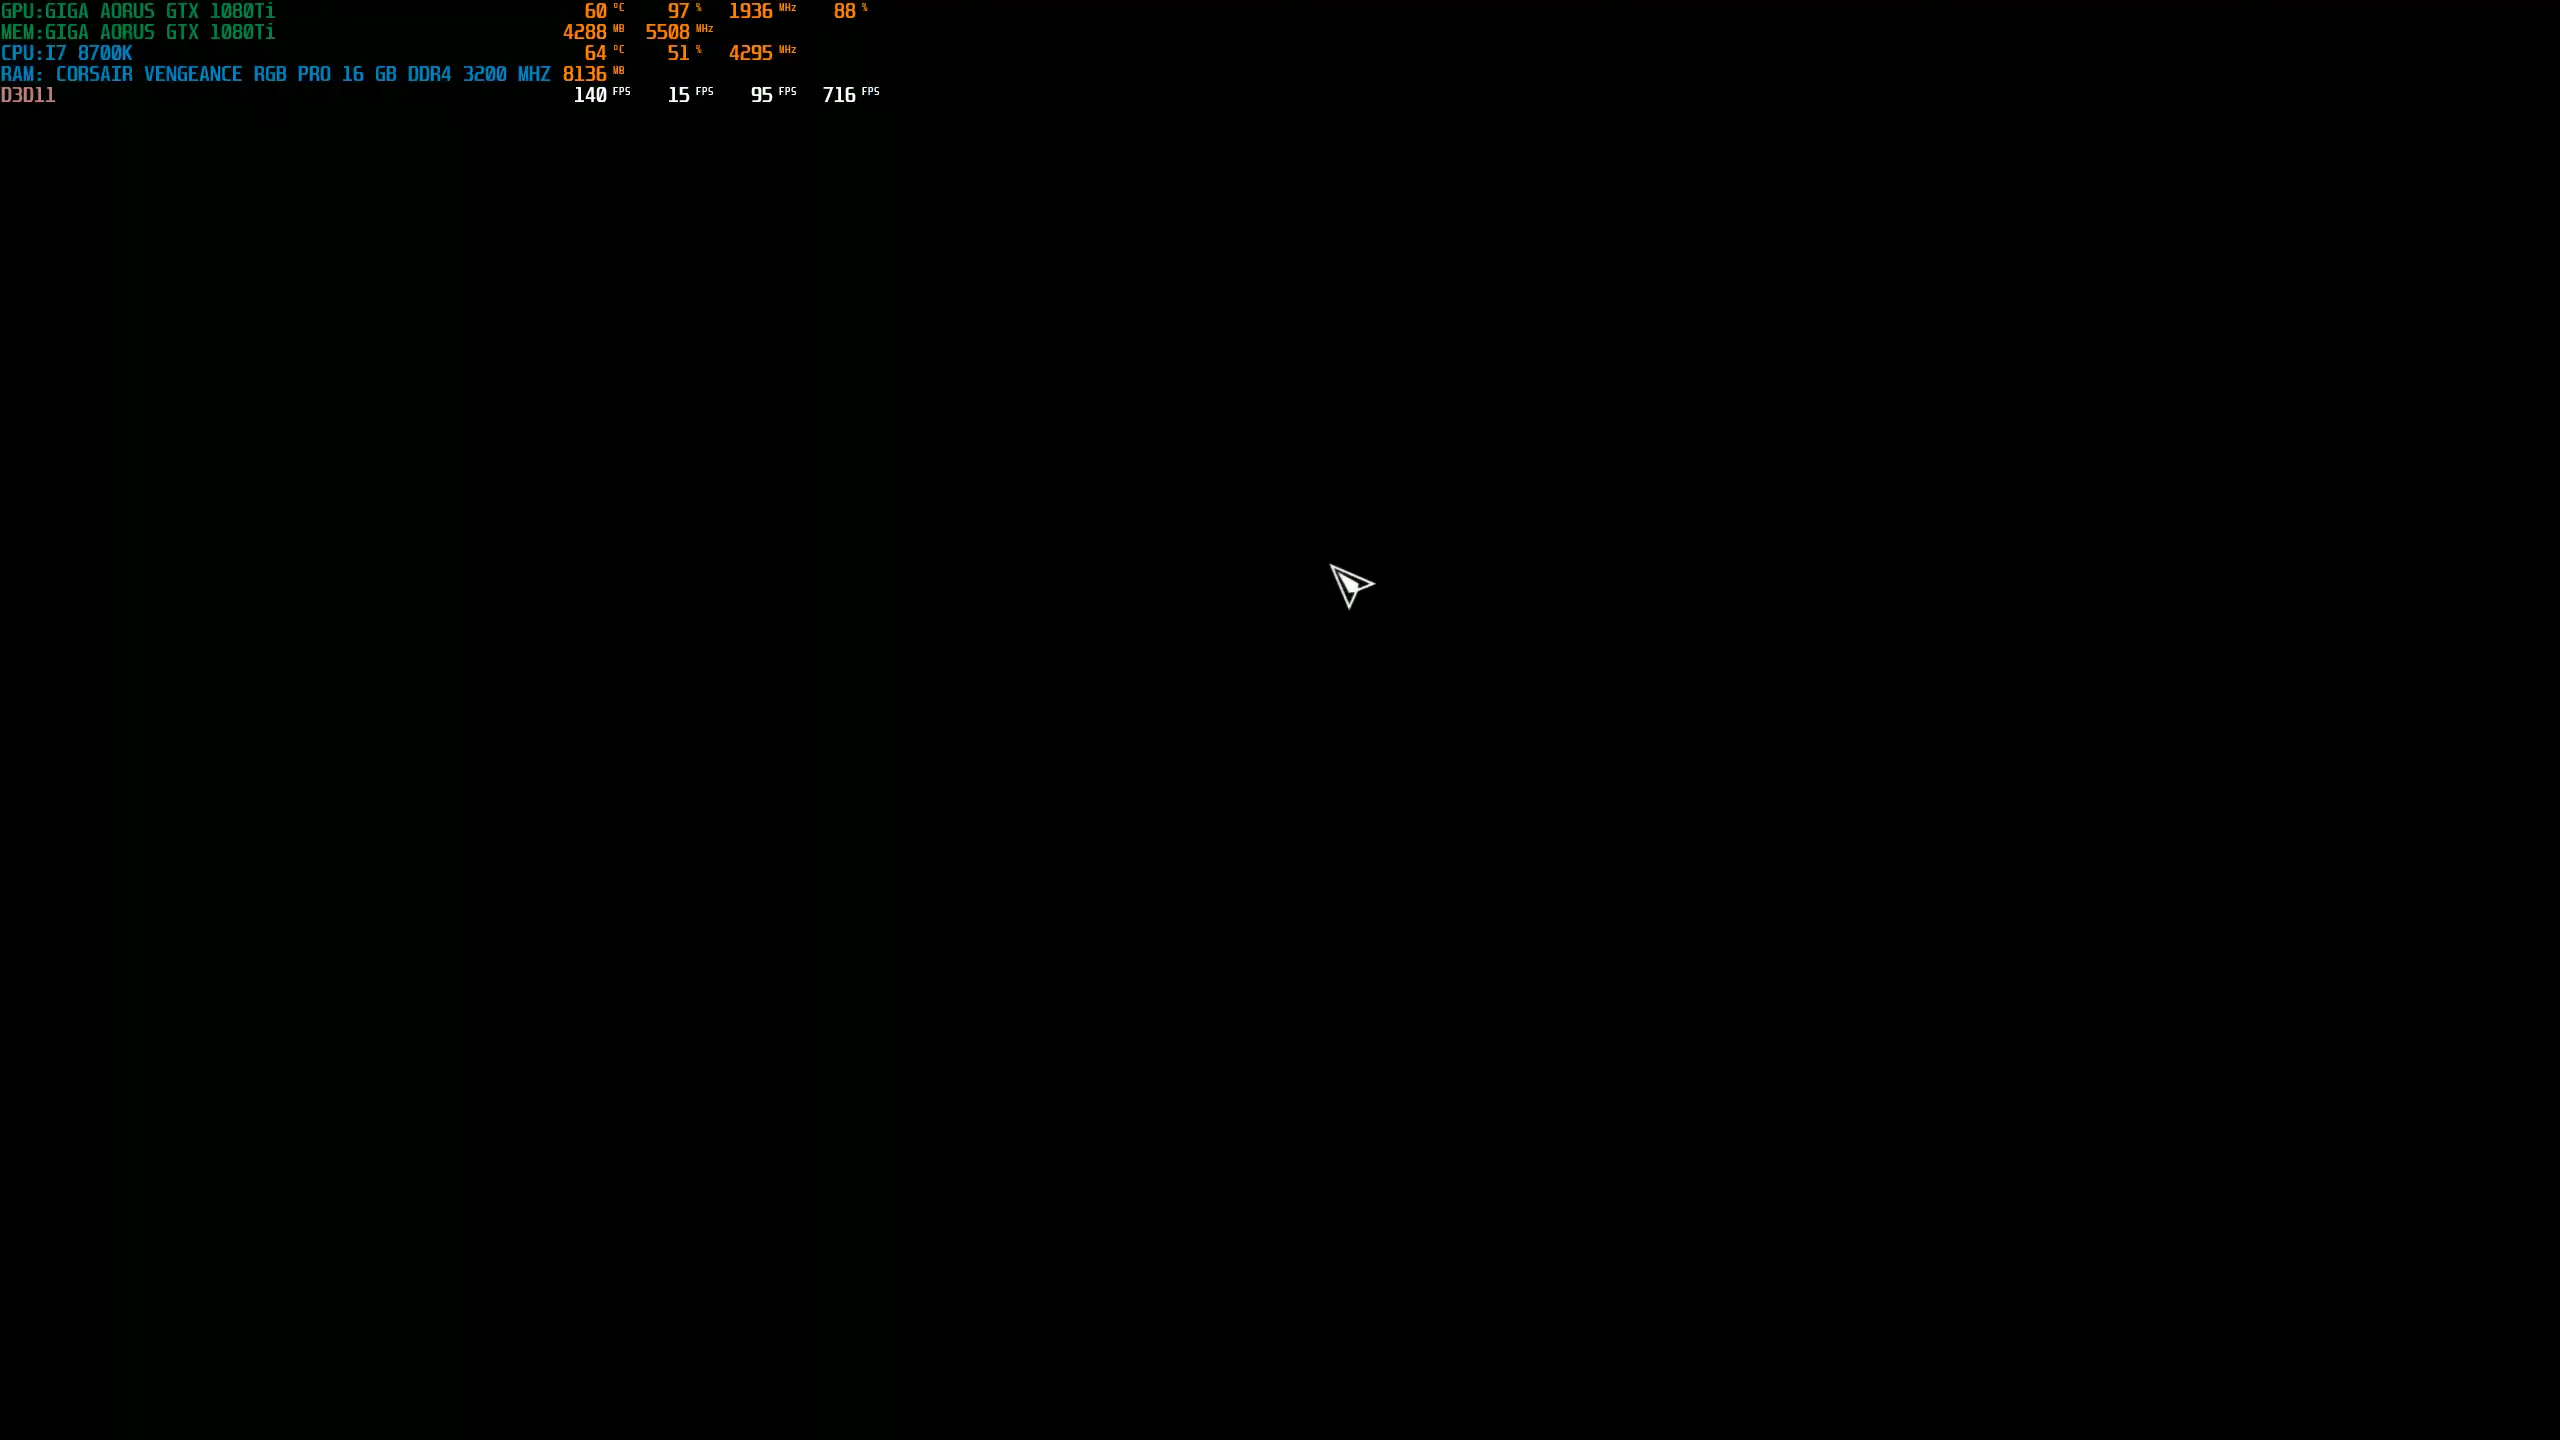 GPU:GIGA AORUS GTX 1080Ti 60 °C 97 % 1936 MHz 88 %
MEM:GIGA AORUS GTX 1080Ti 4288 MB 5508 MHz
CPU:I7 8700K 64 °C 51 % 4295 MHz
RAM: CORSAIR VENGEANCE RGB PRO 16 GB DDR4 3200 MHZ 8136 MB
D3D11 140 FPS 15 FPS 95 FPS 716 FPS